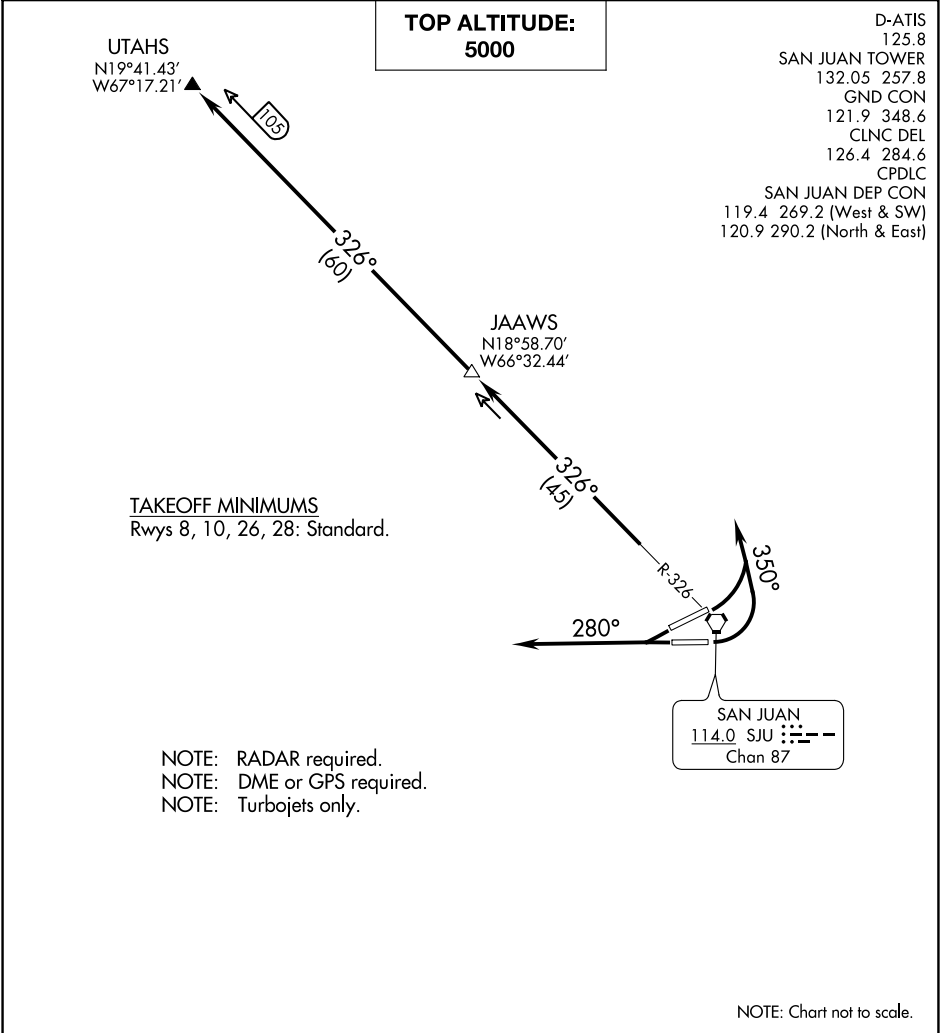 TOP ALTITUDE:
5000
D-ATIS
125.8
SAN JUAN TOWER
132.05 257.8
GND CON
121.9 348.6
CLNC DEL
126.4 284.6
CPDLC
SAN JUAN DEP CON
119.4 269.2 (West & SW)
120.9 290.2 (North & East)
UTAHS
N19°41.43'
W67°17.21'
105
326°
(60)
JAAWS
N18°58.70'
W66°32.44'
326°
(45)
TAKEOFF MINIMUMS
Rwys 8, 10, 26, 28: Standard.
R-326
350°
280°
SAN JUAN
114.0 SJU
Chan 87
NOTE: RADAR required.
NOTE: DME or GPS required.
NOTE: Turbojets only.
NOTE: Chart not to scale.